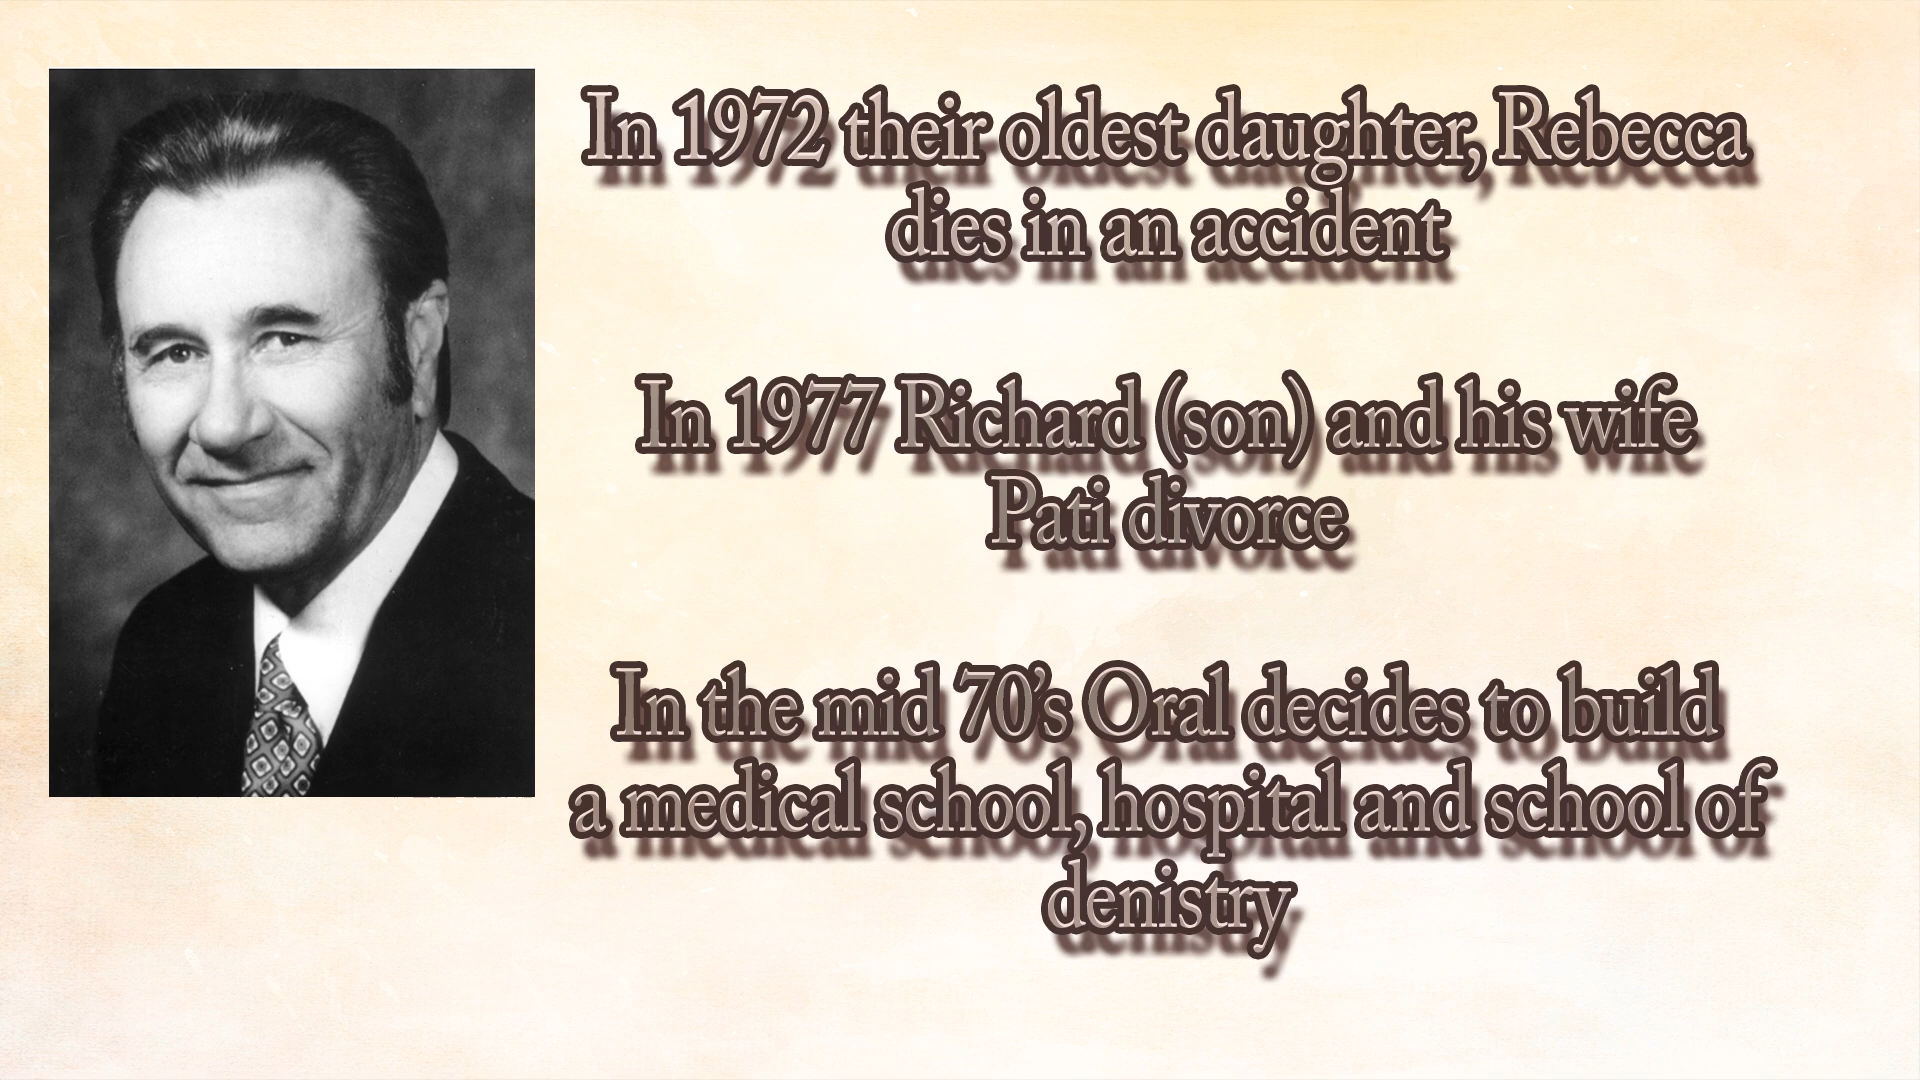 In 1972 their oldest daughter, Rebecca
dies in an accident
In 1977 Richard (son) and his wife
Pati divorce
In the mid 70’s Oral decides to build
a medical school, hospital and school of
denistry